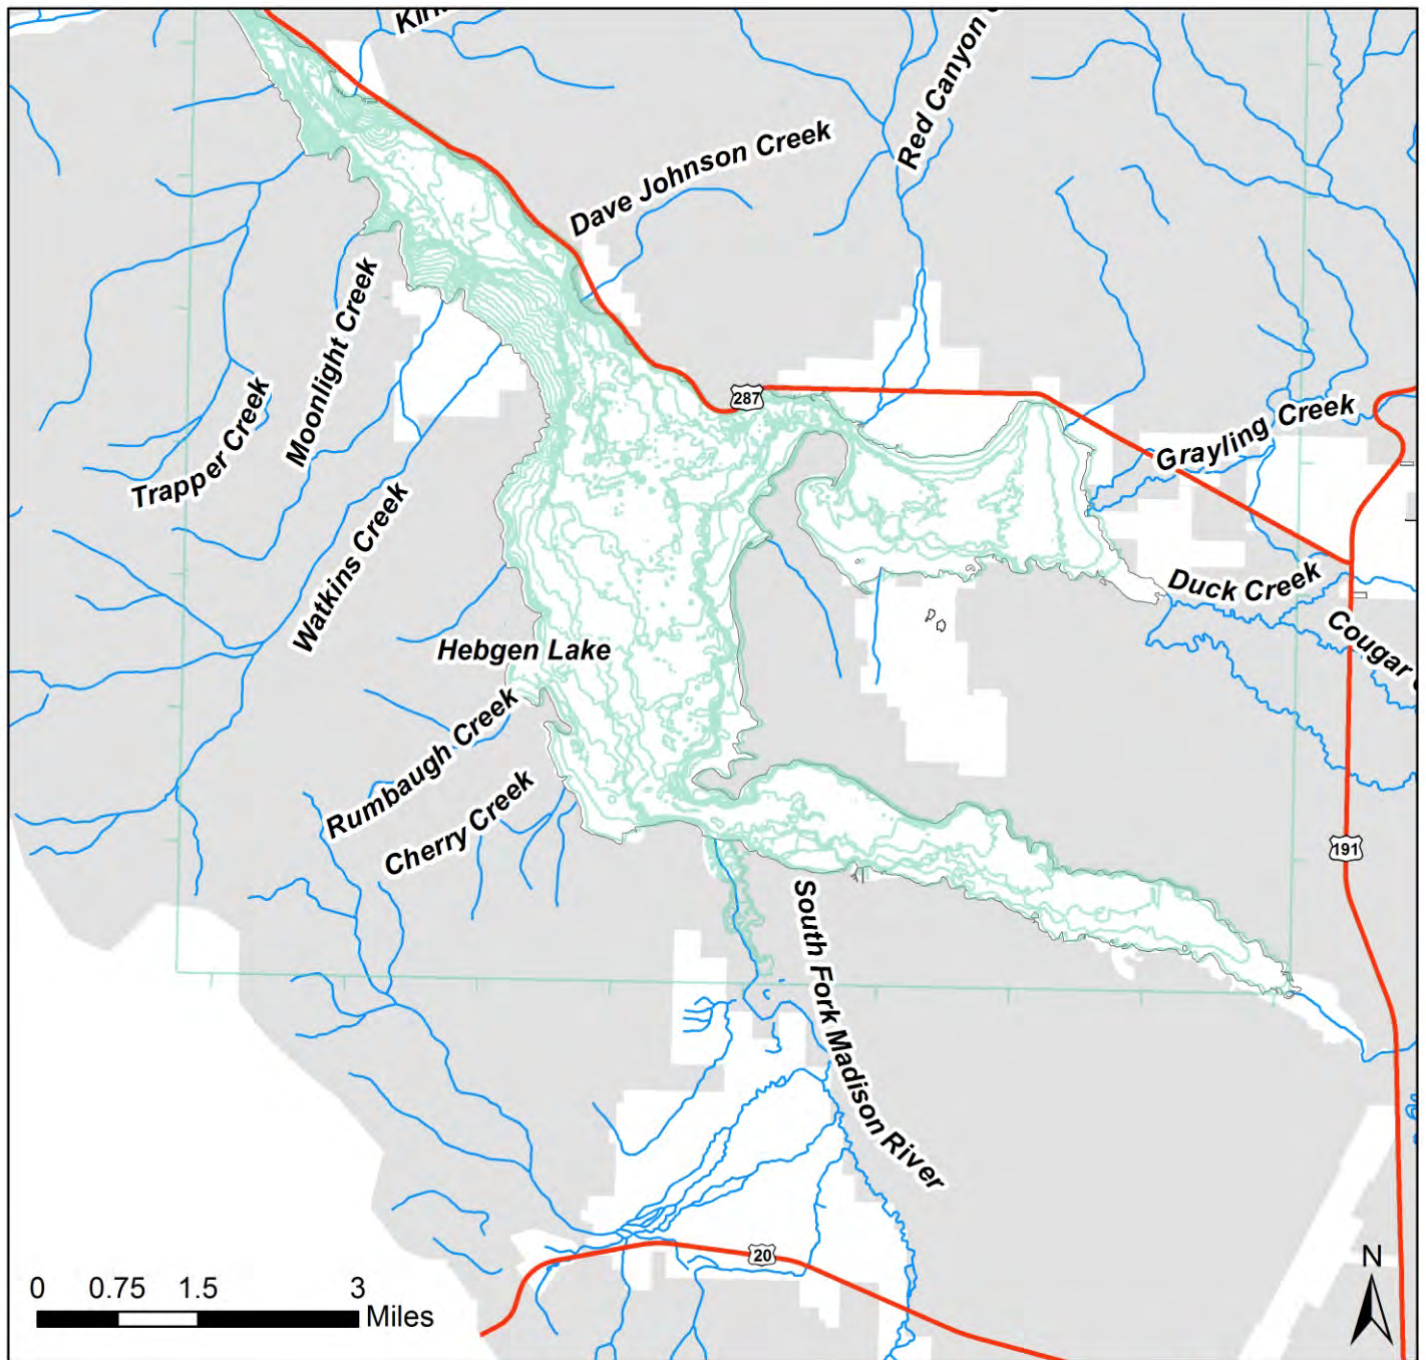 Red Canyon
Dave Johnson Creek
Moonlight Creek
287
Trapper Creek
Grayling Creek
Watkins Creek
Duck Creek
Hebgen Lake
Cougar
Rumbaugh Creek
Cherry Creek
191
South Fork Madison River
20
N
0 0.75 1.5 3
Miles